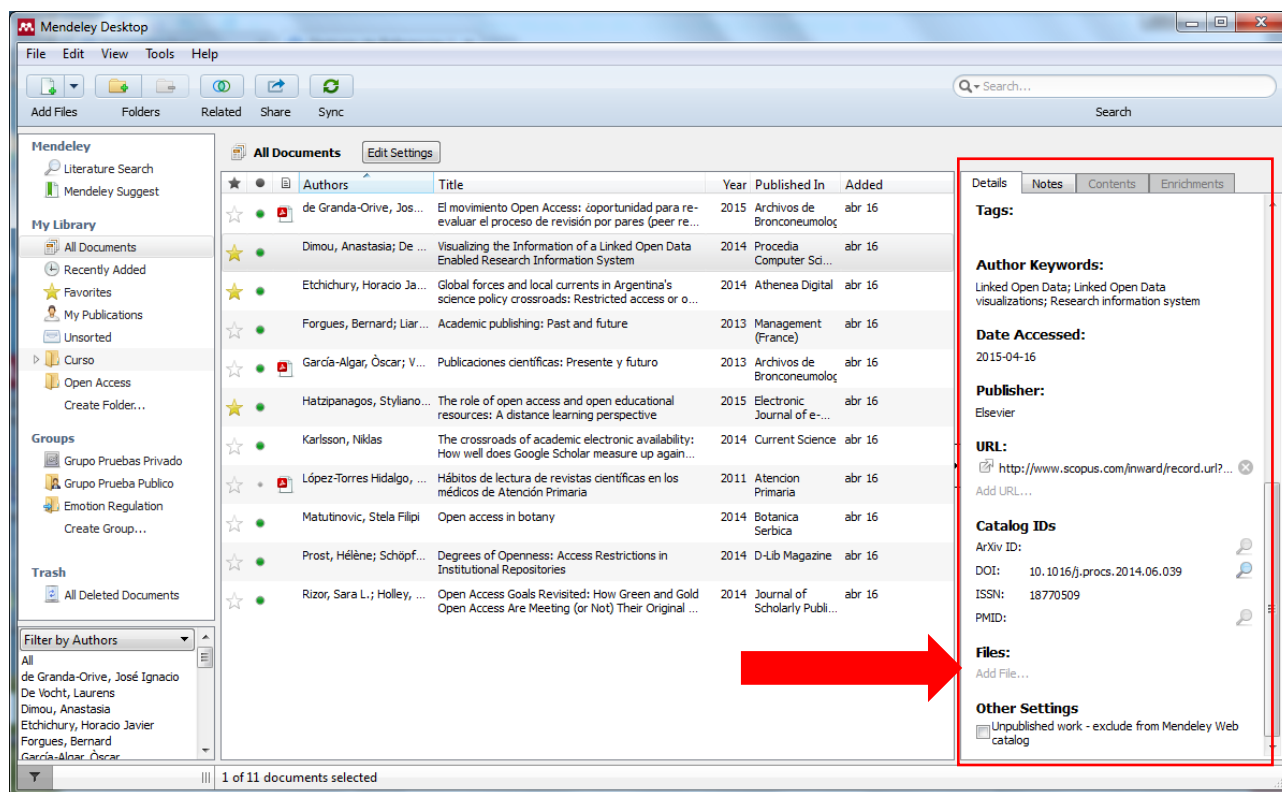 Mendeley Desktop
File Edit View Tools Help
Add Files Folders Related Share Sync
Search...
Search
Mendeley
Literature Search
Mendeley Suggest
My Library
All Documents
Recently Added
Favorites
My Publications
Unsorted
Curso
Open Access
Create Folder...
Groups
Grupo Pruebas Privado
Grupo Prueba Publico
Emotion Regulation
Create Group...
Trash
All Deleted Documents
Filter by Authors
All
de Granda-Orive, José Ignacio
De Vocht, Laurens
Dimou, Anastasia
Etchichury, Horacio Javier
Forgues, Bernard
García-Algar, Òscar
All Documents Edit Settings
Authors Title Year Published In Added
de Granda-Orive, Jos... El movimiento Open Access: ¿oportunidad para re- 2015 Archivos de abr 16
evaluar el proceso de revisión por pares (peer re... Bronconeumolog
Dimou, Anastasia; De ... Visualizing the Information of a Linked Open Data 2014 Procedia abr 16
Enabled Research Information System Computer Sci...
Etchichury, Horacio Ja... Global forces and local currents in Argentina's 2014 Athenea Digital abr 16
science policy crossroads: Restricted access or o...
Forgues, Bernard; Liar... Academic publishing: Past and future 2013 Management abr 16
(France)
García-Algar, Òscar; V... Publicaciones científicas: Presente y futuro 2013 Archivos de abr 16
Bronconeumolog
Hatzipanagos, Styliano... The role of open access and open educational 2015 Electronic abr 16
resources: A distance learning perspective Journal of e-...
Karlsson, Niklas The crossroads of academic electronic availability: 2014 Current Science abr 16
How well does Google Scholar measure up again...
López-Torres Hidalgo, ... Hábitos de lectura de revistas científicas en los 2011 Atencion abr 16
médicos de Atención Primaria Primaria
Matutinovic, Stela Filipi Open access in botany 2014 Botanica abr 16
Serbica
Prost, Hélène; Schöpf... Degrees of Openness: Access Restrictions in 2014 D-Lib Magazine abr 16
Institutional Repositories
Rizor, Sara L.; Holley, ... Open Access Goals Revisited: How Green and Gold 2014 Journal of abr 16
Open Access Are Meeting (or Not) Their Original ... Scholarly Publi...
Details Notes Contents Enrichments
Tags:
Author Keywords:
Linked Open Data; Linked Open Data
visualizations; Research information system
Date Accessed:
2015-04-16
Publisher:
Elsevier
URL:
http://www.scopus.com/inward/record.url?...
Add URL...
Catalog IDs
ArXiv ID:
DOI: 10.1016/j.procs.2014.06.039
ISSN: 18770509
PMID:
Files:
Add File...
Other Settings
Unpublished work - exclude from Mendeley Web
catalog
1 of 11 documents selected